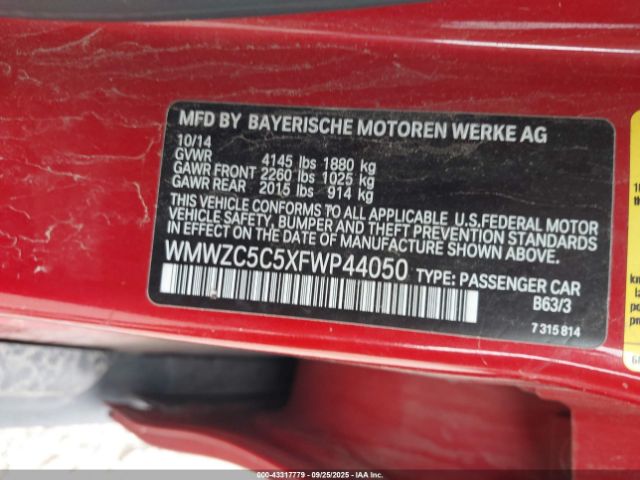 MFD BY BAYERISCHE MOTOREN WERKE AG
10/14
GVWR 4145 lbs 1880 kg
GAWR FRONT 2260 lbs 1025 kg
GAWR REAR 2015 lbs 914 kg
THIS VEHICLE CONFORMS TO ALL APPLICABLE U.S.FEDERAL MOTOR
VEHICLE SAFETY, BUMPER, AND THEFT PREVENTION STANDARDS
IN EFFECT ON THE DATE OF MANUFACTURE SHOWN ABOVE.
WMWZC5C5XFWP44050 TYPE: PASSENGER CAR
B63/3
7 315 814
000-43317779 - 09/25/2025 - IAAI.COM